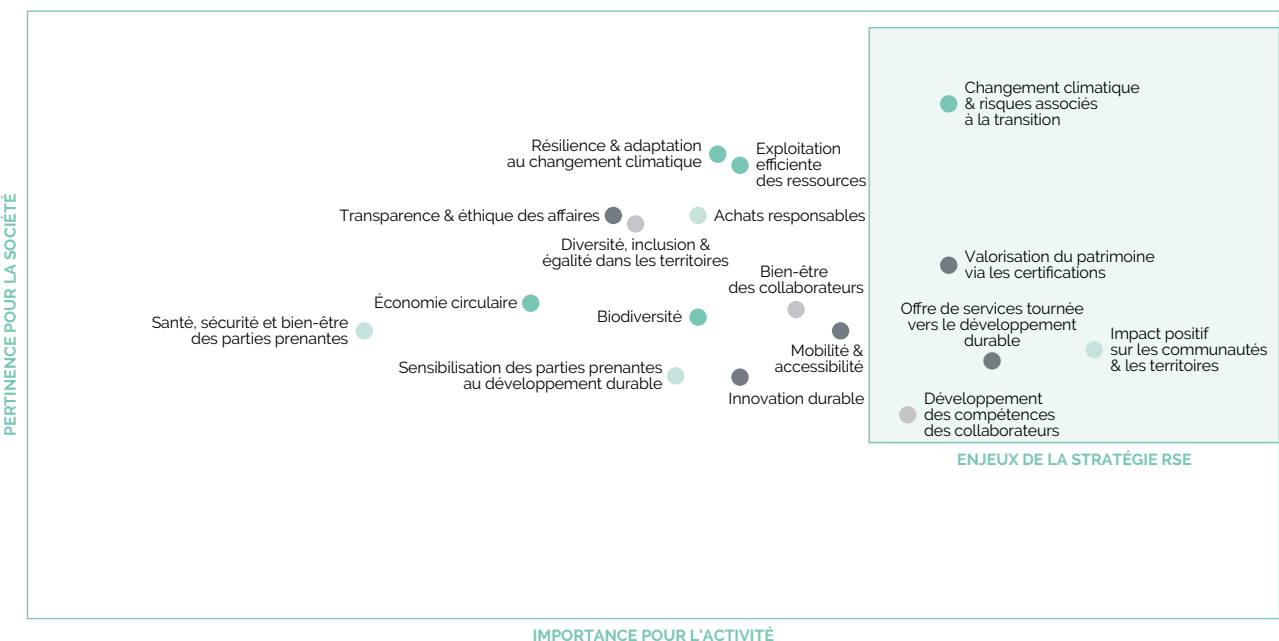 PERTINENCE POUR LA SOCIÉTÉ
Changement climatique
& risques associés
à la transition
Résilience & adaptation
au changement climatique
Exploitation
efficiente
des ressources
Transparence & éthique des affaires
Achats responsables
Diversité, inclusion &
égalité dans les territoires
Valorisation du patrimoine
via les certifications
Bien-être
des collaborateurs
Économie circulaire
Biodiversité
Offre de services tournée
vers le développement
durable
Santé, sécurité et bien-être
des parties prenantes
Impact positif
sur les communautés
& les territoires
Mobilité &
accessibilité
Sensibilisation des parties prenantes
au développement durable
Innovation durable
Développement
des compétences
des collaborateurs
ENJEUX DE LA STRATÉGIE RSE
IMPORTANCE POUR L'ACTIVITÉ